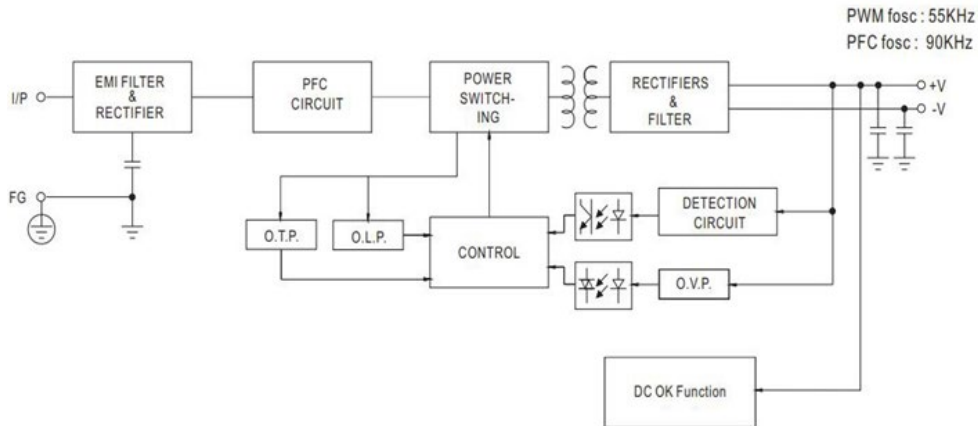 PWM fosc : 55KHz
PFC fosc : 90KHz
I/P
EMI FILTER
&
RECTIFIER
PFC
CIRCUIT
POWER
SWITCH-
ING
RECTIFIERS
&
FILTER
+V
-V
FG
O.T.P.
O.L.P.
CONTROL
DETECTION
CIRCUIT
O.V.P.
DC OK Function